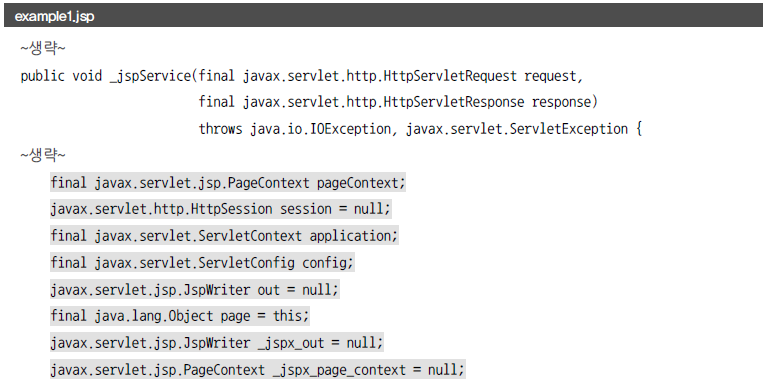 example1.jsp
~생략~
public void _jspService(final javax.servlet.http.HttpServletRequest request,
final javax.servlet.http.HttpServletResponse response)
throws java.io.IOException, javax.servlet.ServletException {
~생략~
final javax.servlet.jsp.PageContext pageContext;
javax.servlet.http.HttpSession session = null;
final javax.servlet.ServletContext application;
final javax.servlet.ServletConfig config;
javax.servlet.jsp.JspWriter out = null;
final java.lang.Object page = this;
javax.servlet.jsp.JspWriter _jspx_out = null;
javax.servlet.jsp.PageContext _jspx_page_context = null;